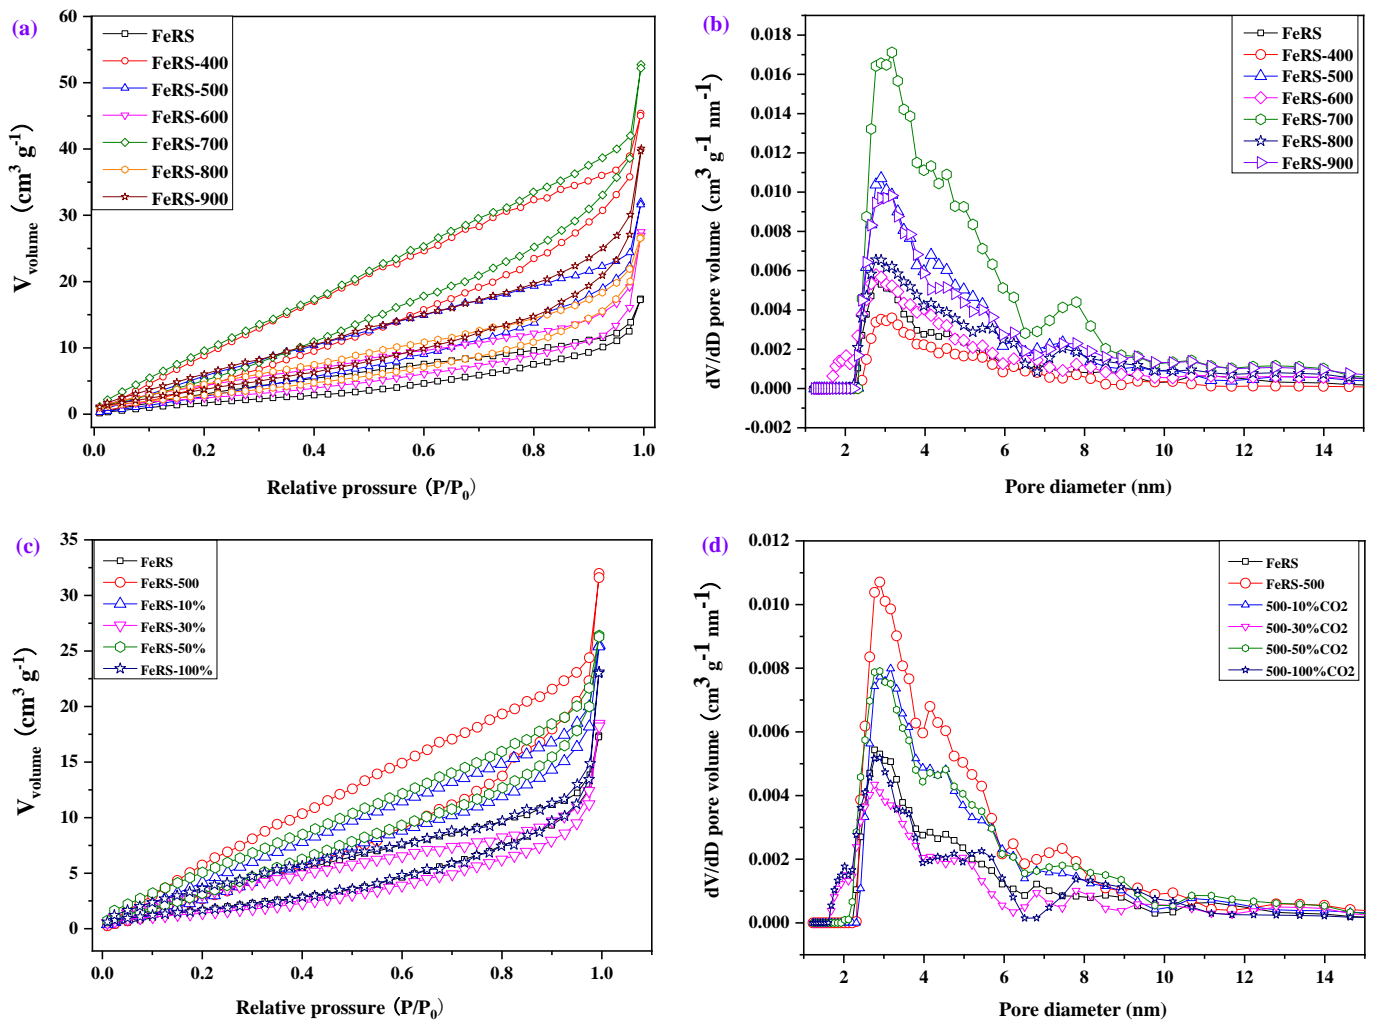 (a)
60
50
40
30
20
10
0
V volume (cm³ g⁻¹)
FeRS
FeRS-400
FeRS-500
FeRS-600
FeRS-700
FeRS-800
FeRS-900
0.0 0.2 0.4 0.6 0.8 1.0
Relative prossure (P/P₀)
(b)
0.018
0.016
0.014
0.012
0.010
0.008
0.006
0.004
0.002
0.000
-0.002
dV/dD pore volume (cm³ g⁻¹ nm⁻¹)
FeRS
FeRS-400
FeRS-500
FeRS-600
FeRS-700
FeRS-800
FeRS-900
2 4 6 8 10 12 14
Pore diameter (nm)
(c)
35
30
25
20
15
10
5
0
V volume (cm³ g⁻¹)
FeRS
FeRS-500
FeRS-10%
FeRS-30%
FeRS-50%
FeRS-100%
0.0 0.2 0.4 0.6 0.8 1.0
Relative prossure (P/P₀)
(d)
0.012
0.010
0.008
0.006
0.004
0.002
0.000
dV/dD pore volume (cm³ g⁻¹ nm⁻¹)
FeRS
FeRS-500
500-10%CO2
500-30%CO2
500-50%CO2
500-100%CO2
2 4 6 8 10 12 14
Pore diameter (nm)